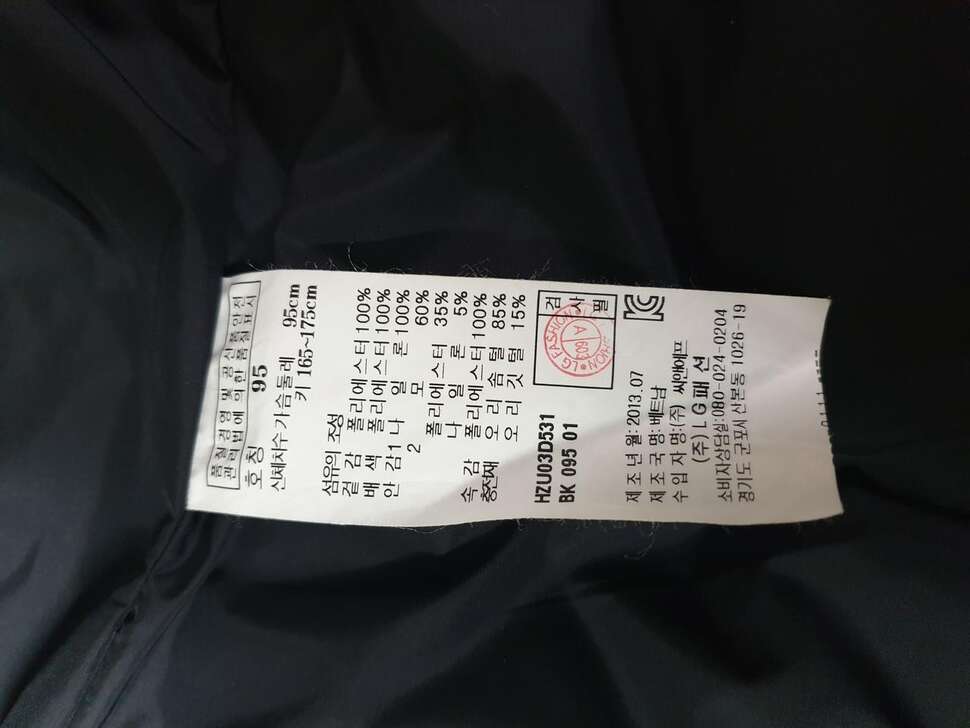 품질경영 및 공산품안전
관리법에 의한 품질표시
호칭 95
신체치수 가슴둘레 95cm
키 165~175cm
섬유의 조성
겉감 폴리에스터 100%
배색 폴리에스터 100%
안감1 나일론 100%
2 모 60%
폴리에스터 35%
나일론 5%
속감 폴리에스터 100%
충전재 오리솜털 85%
오리깃털 15%
HZU03D531
BK 095 01
검사필
LG FASHION
A 603
제조년월: 2013.07
제조국명: 베트남
수입자명: (주) 씨앤에프
(주) LG패션
소비자상담실: 080-024-0204
경기도 군포시 산본동 1026-19